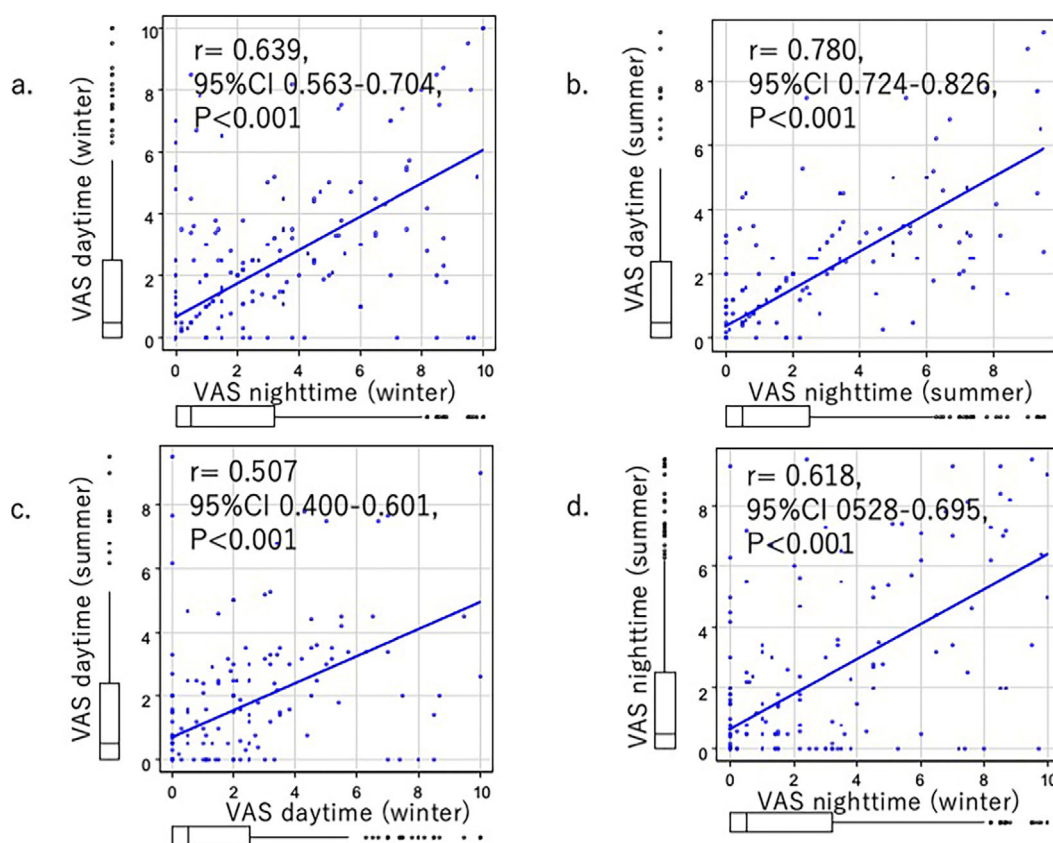 a.
VAS daytime (winter)
10
8
6
4
2
0
r= 0.639,
95%CI 0.563-0.704,
P<0.001
0 2 4 6 8 10
VAS nighttime (winter)
b.
VAS daytime (summer)
8
6
4
2
0
r= 0.780,
95%CI 0.724-0.826,
P<0.001
0 2 4 6 8
VAS nighttime (summer)
c.
VAS daytime (summer)
8
6
4
2
0
r= 0.507
95%CI 0.400-0.601,
P<0.001
0 2 4 6 8 10
VAS daytime (winter)
d.
VAS nighttime (summer)
8
6
4
2
0
r= 0.618,
95%CI 0528-0.695,
P<0.001
0 2 4 6 8 10
VAS nighttime (winter)